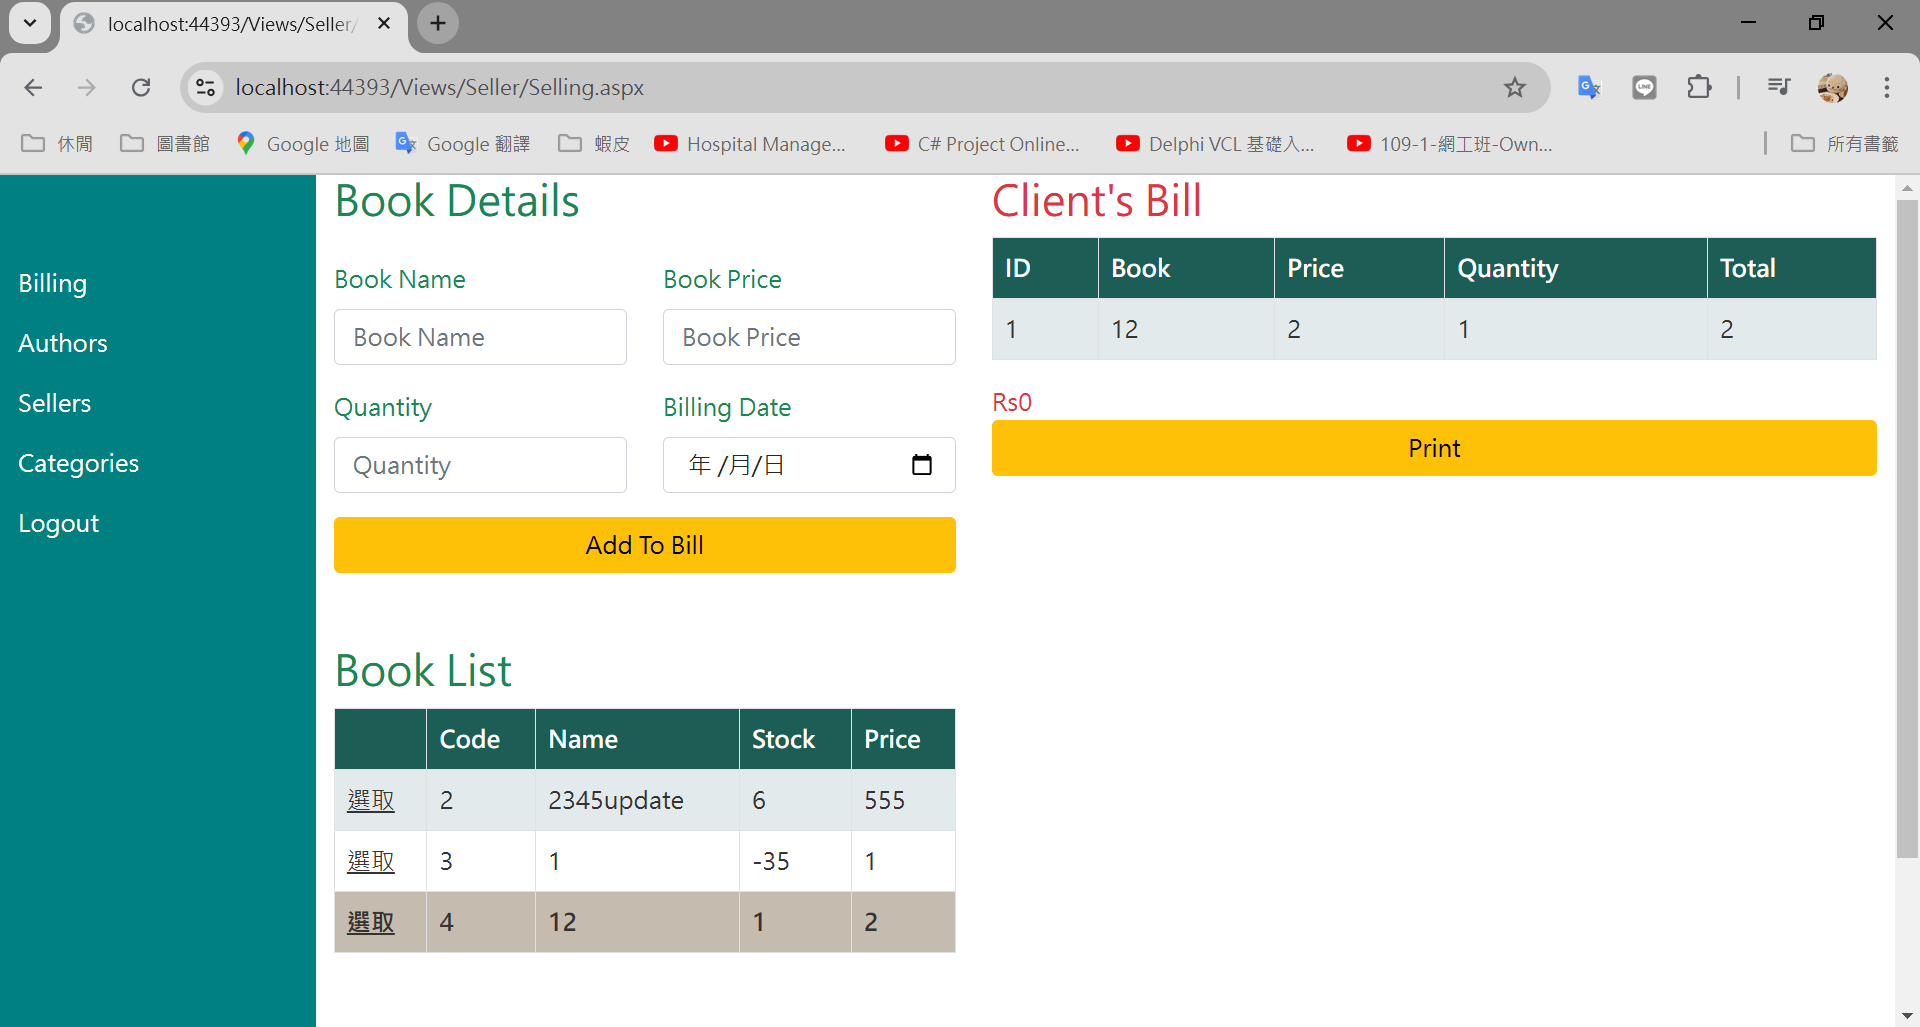 localhost:44393/Views/Seller/
localhost:44393/Views/Seller/Selling.aspx
休閒 圖書館 Google 地圖 Google 翻譯 蝦皮 Hospital Manage... C# Project Online... Delphi VCL 基礎入... 109-1-網工班-Own... 所有書籤
Billing
Authors
Sellers
Categories
Logout
Book Details
Book Name Book Price
Book Name Book Price
Quantity Billing Date
Quantity 年 /月/日
Add To Bill
Book List
Code Name Stock Price
選取 2 2345update 6 555
選取 3 1 -35 1
選取 4 12 1 2
Client's Bill
ID Book Price Quantity Total
1 12 2 1 2
Rs0
Print